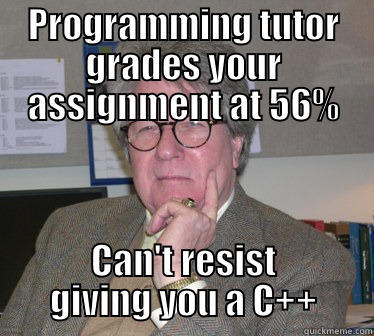 Programming tutor
grades your
assignment at 56%
Can't resist
giving you a C++
quickmeme.com